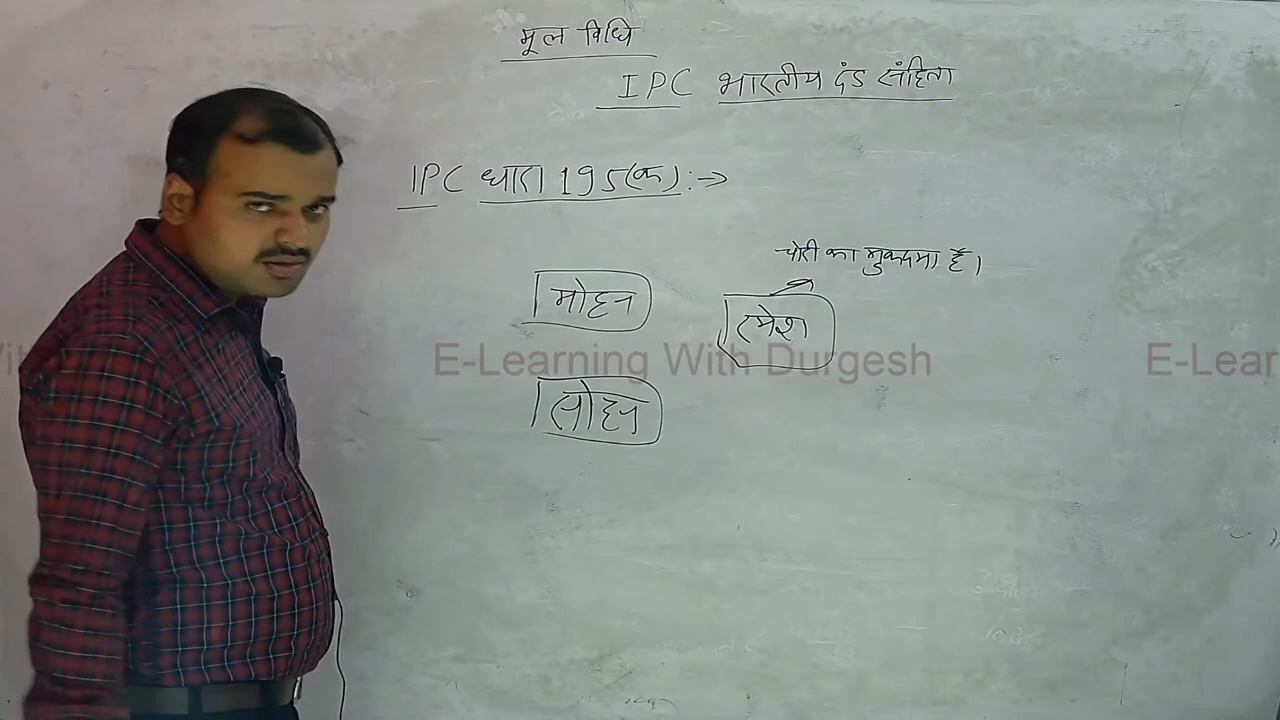 मूल विधि
IPC भारतीय दंड संहिता
IPC धारा 195(क) :→
चोरी का मुकदमा है।
मोहन
रमेश
E-Learning With Durgesh
E-Lear
सोहन